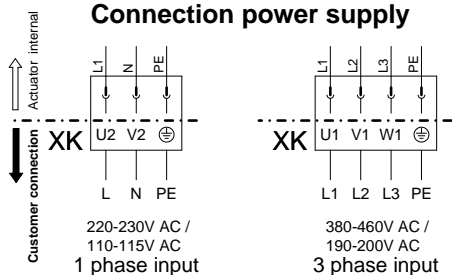 Connection power supply
Actuator internal
Customer connection
L1 N PE
XK U2 V2
L N PE
220-230V AC /
110-115V AC
1 phase input
L1 L2 L3 PE
XK U1 V1 W1
L1 L2 L3 PE
380-460V AC /
190-200V AC
3 phase input